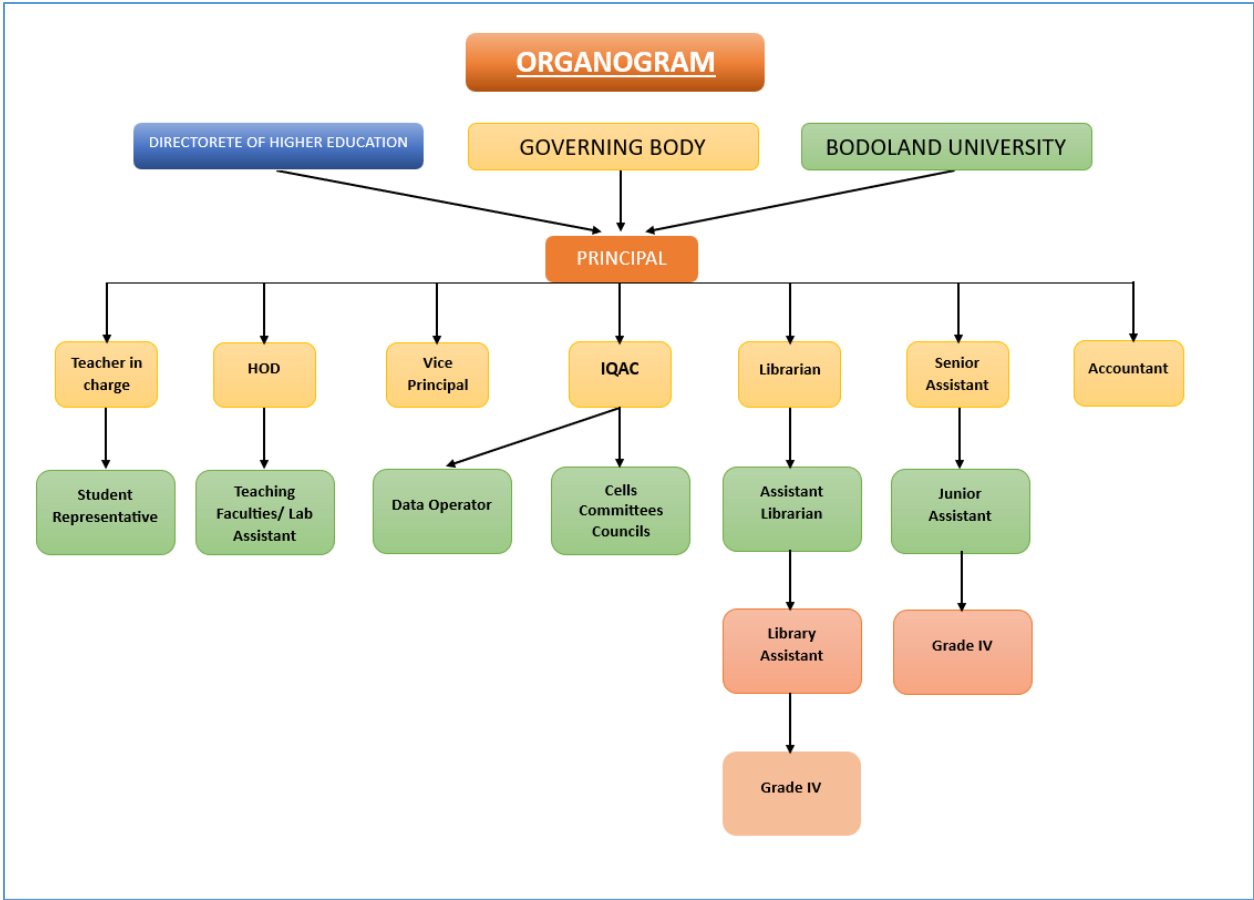 ORGANOGRAM
DIRECTORETE OF HIGHER EDUCATION
GOVERNING BODY
BODOLAND UNIVERSITY
PRINCIPAL
Teacher in
charge
HOD
Vice
Principal
IQAC
Librarian
Senior
Assistant
Accountant
Student
Representative
Teaching
Faculties/ Lab
Assistant
Data Operator
Cells
Committees
Councils
Assistant
Librarian
Junior
Assistant
Library
Assistant
Grade IV
Grade IV